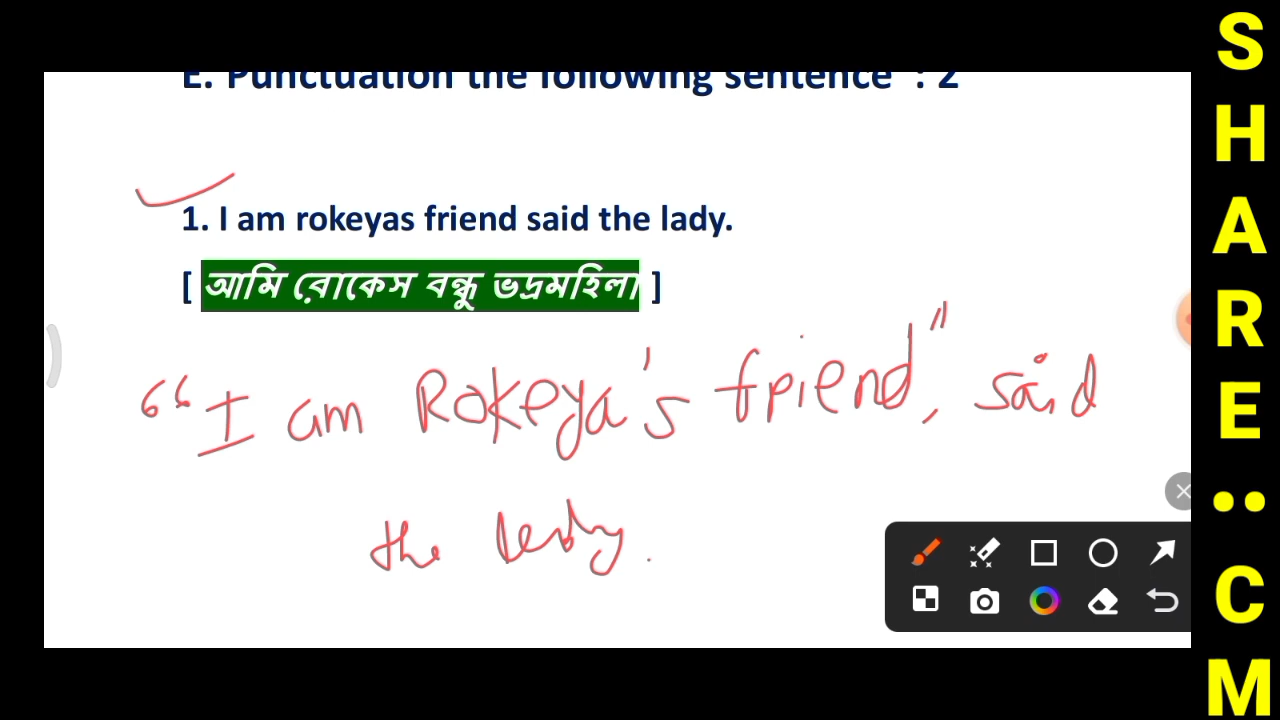 E. Punctuation the following sentence : 2
1. I am rokeyas friend said the lady.
[ আমি রোকেস বন্ধু ভদ্রমহিলা ]
“I am Rokeya's friend”, said
the lady.
SHARE··CM